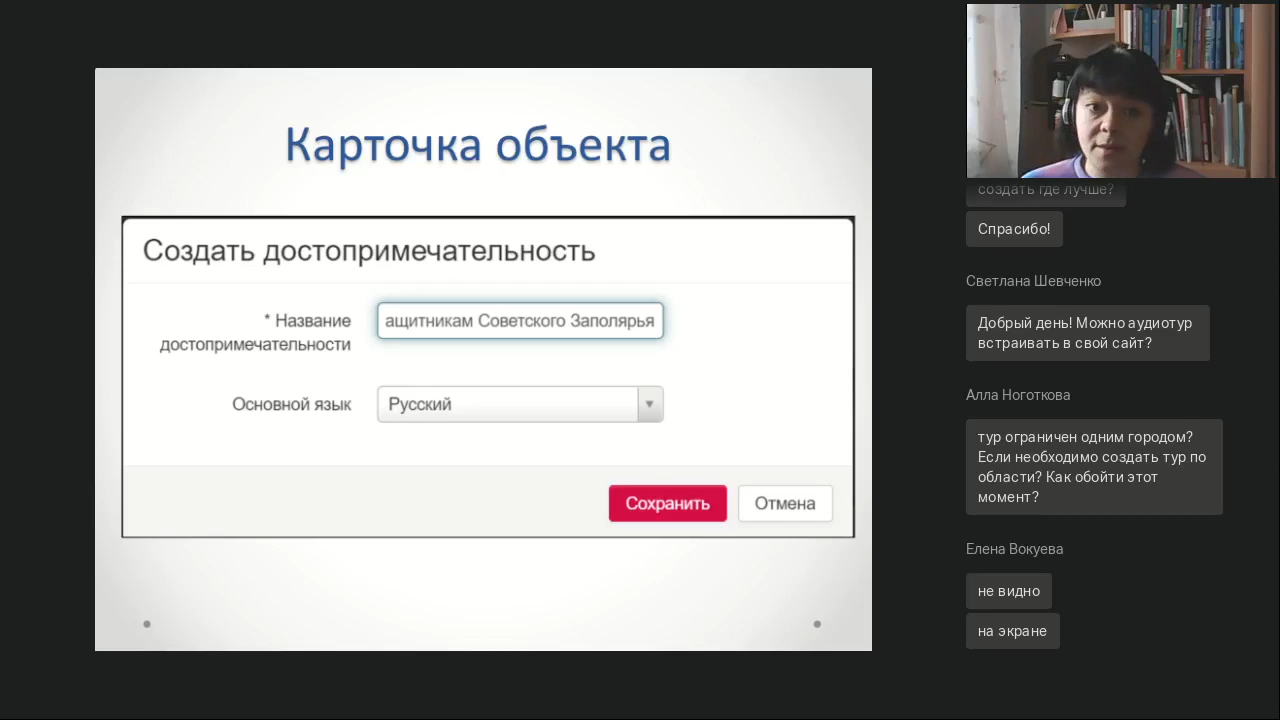 Карточка объекта
Создать достопримечательность
* Название
достопримечательности
ащитникам Советского Заполярья
Основной язык
Русский
Сохранить
Отмена
создать где лучше?
Спрасибо!
Светлана Шевченко
Добрый день! Можно аудиотур
встраивать в свой сайт?
Алла Ноготкова
тур ограничен одним городом?
Если необходимо создать тур по
области? Как обойти этот
момент?
Елена Вокуева
не видно
на экране